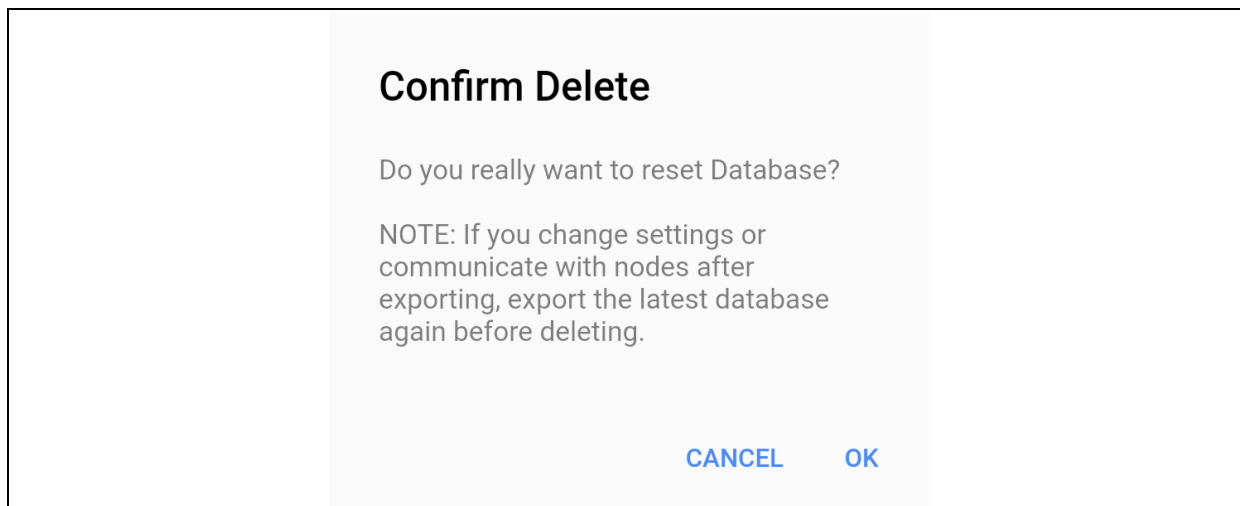 Confirm Delete
Do you really want to reset Database?
NOTE: If you change settings or
communicate with nodes after
exporting, export the latest database
again before deleting.
CANCEL OK